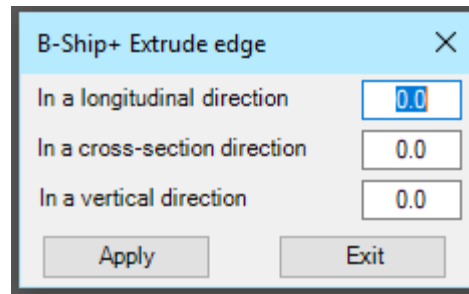 B-Ship+ Extrude edge
In a longitudinal direction 0.0
In a cross-section direction 0.0
In a vertical direction 0.0
Apply Exit